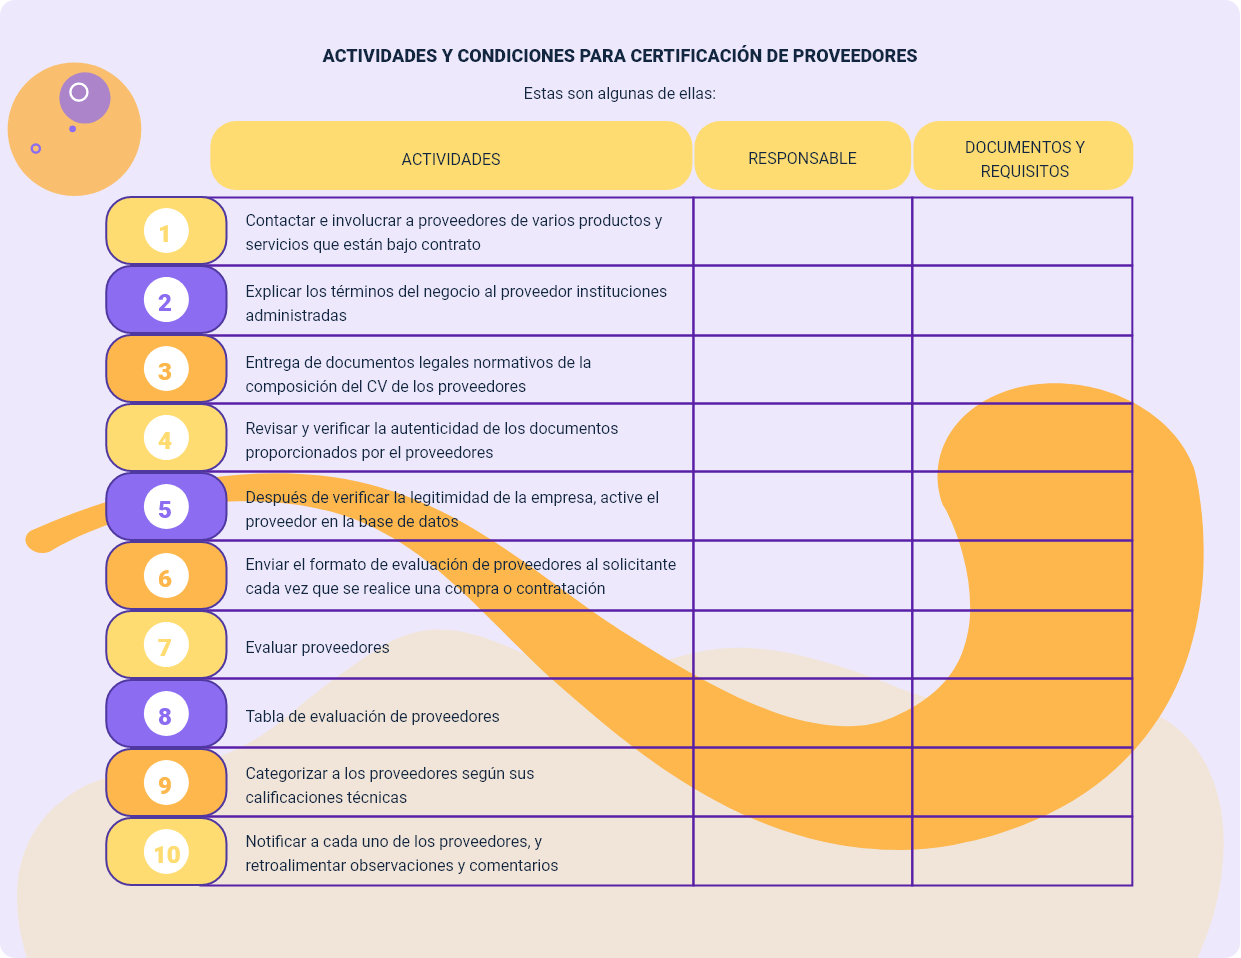 ACTIVIDADES Y CONDICIONES PARA CERTIFICACIÓN DE PROVEEDORES
Estas son algunas de ellas:
ACTIVIDADES
RESPONSABLE
DOCUMENTOS Y
REQUISITOS
1
Contactar e involucrar a proveedores de varios productos y
servicios que están bajo contrato
2
Explicar los términos del negocio al proveedor instituciones
administradas
3
Entrega de documentos legales normativos de la
composición del CV de los proveedores
4
Revisar y verificar la autenticidad de los documentos
proporcionados por el proveedores
5
Después de verificar la legitimidad de la empresa, active el
proveedor en la base de datos
6
Enviar el formato de evaluación de proveedores al solicitante
cada vez que se realice una compra o contratación
7
Evaluar proveedores
8
Tabla de evaluación de proveedores
9
Categorizar a los proveedores según sus
calificaciones técnicas
10
Notificar a cada uno de los proveedores, y
retroalimentar observaciones y comentarios